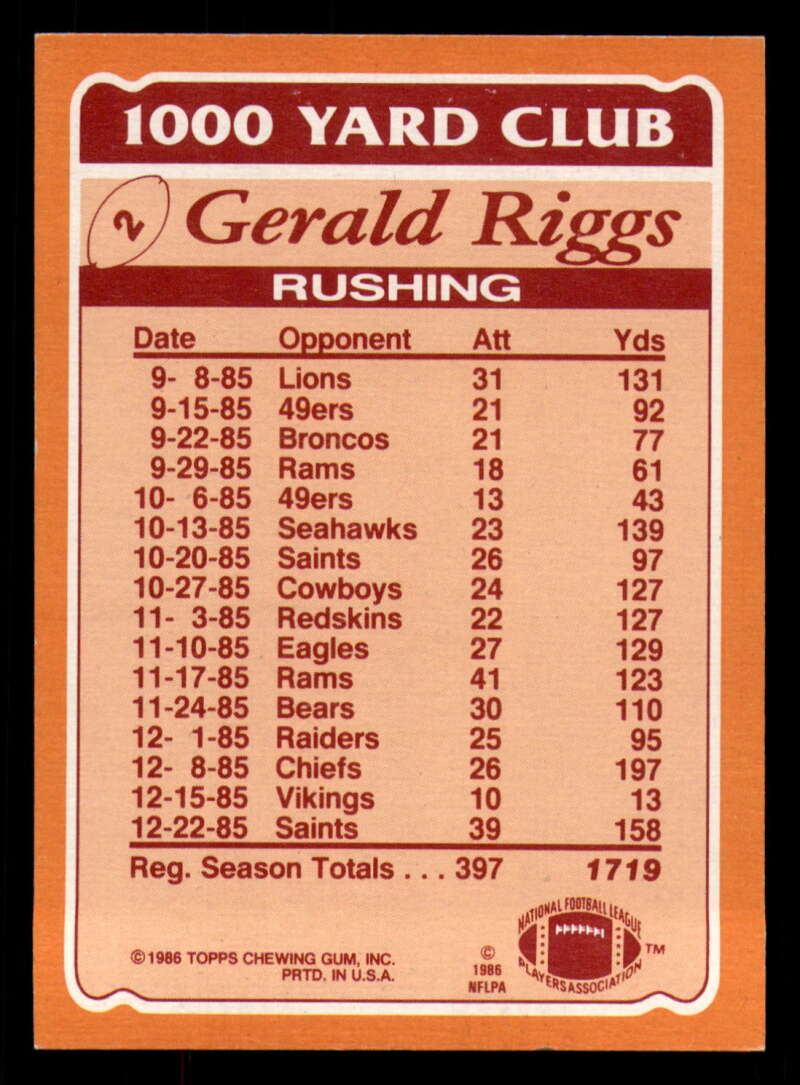 1000 YARD CLUB
2 Gerald Riggs
RUSHING
Date Opponent Att Yds
9- 8-85 Lions 31 131
9-15-85 49ers 21 92
9-22-85 Broncos 21 77
9-29-85 Rams 18 61
10- 6-85 49ers 13 43
10-13-85 Seahawks 23 139
10-20-85 Saints 26 97
10-27-85 Cowboys 24 127
11- 3-85 Redskins 22 127
11-10-85 Eagles 27 129
11-17-85 Rams 41 123
11-24-85 Bears 30 110
12- 1-85 Raiders 25 95
12- 8-85 Chiefs 26 197
12-15-85 Vikings 10 13
12-22-85 Saints 39 158
Reg. Season Totals ... 397 1719
©1986 TOPPS CHEWING GUM, INC.
PRTD. IN U.S.A.
©
1986
NFLPA
NATIONAL FOOTBALL LEAGUE
PLAYERS ASSOCIATION
™